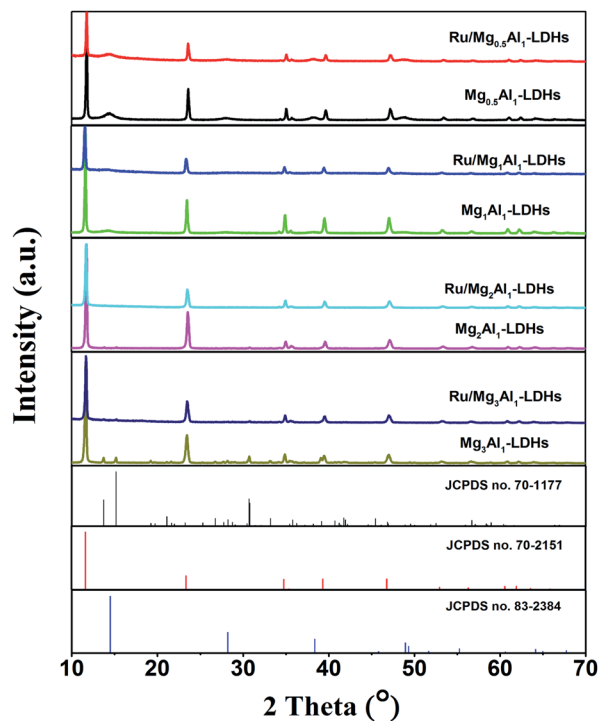 Ru/Mg₀.₅Al₁-LDHs
Mg₀.₅Al₁-LDHs
Ru/Mg₁Al₁-LDHs
Mg₁Al₁-LDHs
Ru/Mg₂Al₁-LDHs
Mg₂Al₁-LDHs
Ru/Mg₃Al₁-LDHs
Mg₃Al₁-LDHs
JCPDS no. 70-1177
JCPDS no. 70-2151
JCPDS no. 83-2384
Intensity (a.u.)
10 20 30 40 50 60 70
2 Theta (°)